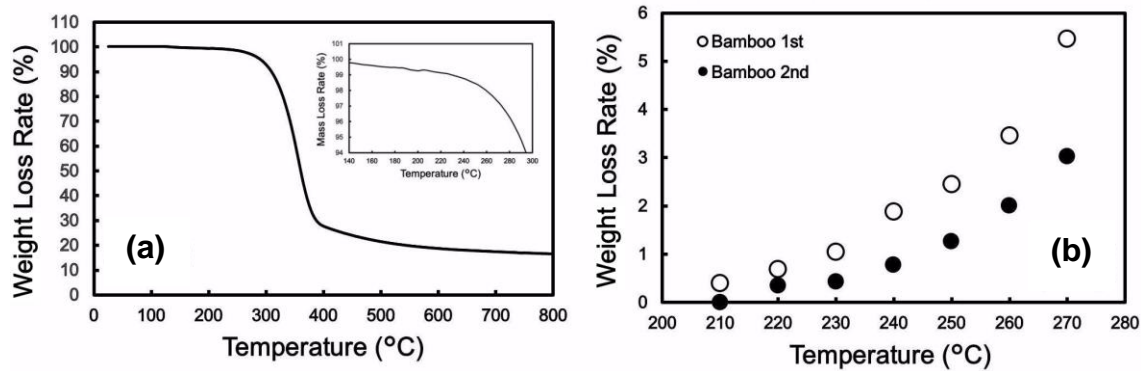 Weight Loss Rate (%)
110
100
90
80
70
60
50
40
30
20
10
0
0 100 200 300 400 500 600 700 800
Temperature (°C)
(a)
Mass Loss Rate (%)
101
100
99
98
97
96
95
94
140 160 180 200 220 240 260 280 300
Temperature (°C)
Weight Loss Rate (%)
6
5
4
3
2
1
0
200 210 220 230 240 250 260 270 280
Temperature (°C)
Bamboo 1st
Bamboo 2nd
(b)